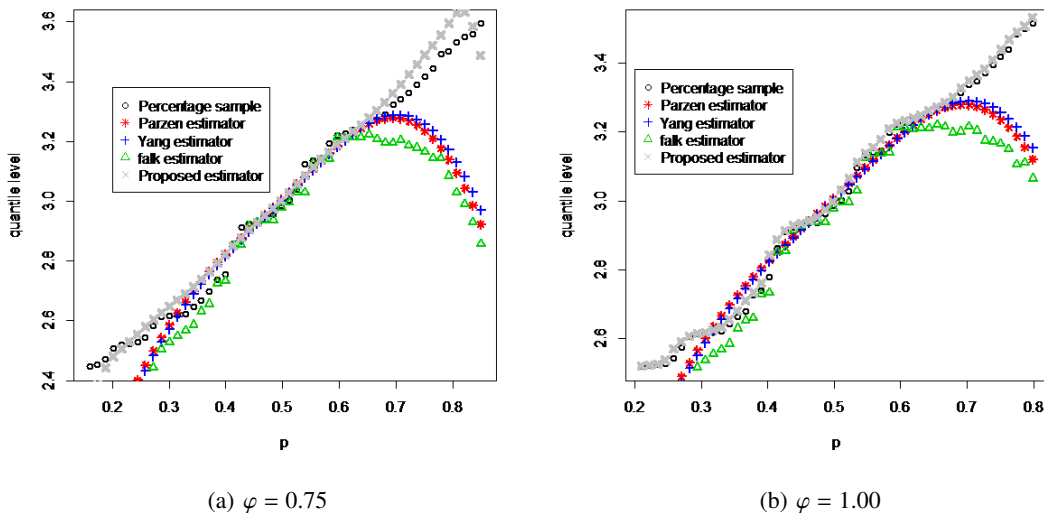 3.6
3.4
3.2
3.0
2.8
2.6
2.4
quantile level
Percentage sample
Parzen estimator
Yang estimator
falk estimator
Proposed estimator
0.2 0.3 0.4 0.5 0.6 0.7 0.8
p
(a) φ = 0.75
3.4
3.2
3.0
2.8
2.6
quantile level
Percentage sample
Parzen estimator
Yang estimator
falk estimator
Proposed estimator
0.2 0.3 0.4 0.5 0.6 0.7 0.8
p
(b) φ = 1.00